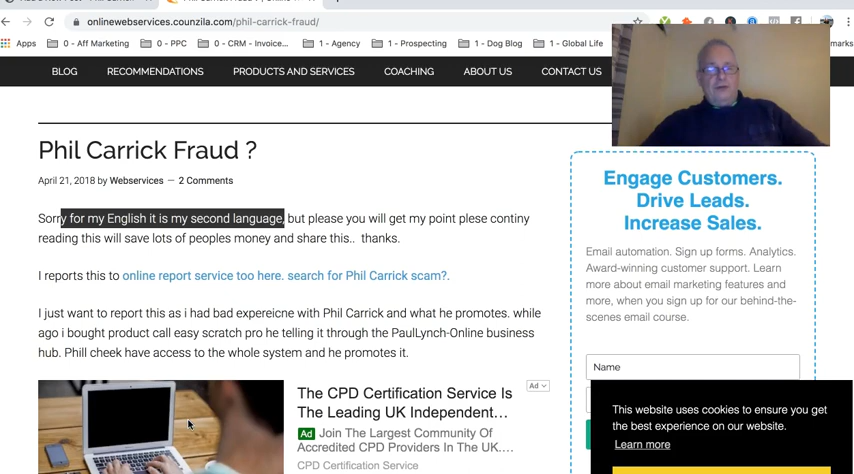 onlinewebservices.counzila.com/phil-carrick-fraud/
Apps 0 - Aff Marketing 0 - PPC 0 - CRM - Invoice... 1 - Agency 1 - Prospecting 1 - Dog Blog 1 - Global Life
BLOG RECOMMENDATIONS PRODUCTS AND SERVICES COACHING ABOUT US CONTACT US
Phil Carrick Fraud ?
April 21, 2018 by Webservices — 2 Comments
Sorry for my English it is my second language, but please you will get my point plese continy
reading this will save lots of peoples money and share this.. thanks.
I reports this to online report service too here. search for Phil Carrick scam?.
I just want to report this as i had bad expereicne with Phil Carrick and what he promotes. while
ago i bought product call easy scratch pro he telling it through the PaulLynch-Online business
hub. Phill cheek have access to the whole system and he promotes it.
The CPD Certification Service Is
The Leading UK Independent...
Ad
Ad Join The Largest Community Of
Accredited CPD Providers In The UK....
CPD Certification Service
Engage Customers.
Drive Leads.
Increase Sales.
Email automation. Sign up forms. Analytics.
Award-winning customer support. Learn
more about email marketing features and
more, when you sign up for our behind-the-
scenes email course.
Name
This website uses cookies to ensure you get
the best experience on our website.
Learn more